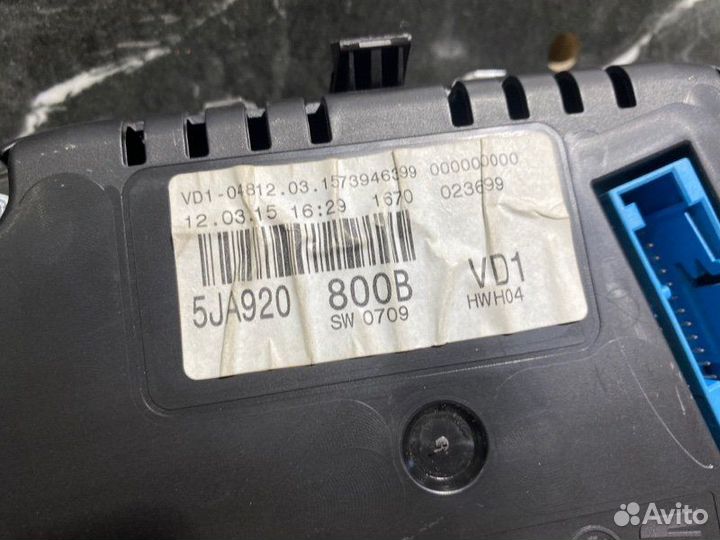 VD1-04812.03.1573946399 000000000
12.03.15 16:29 1670 023699
5JA920 800B VD1
SW 0709 HWH04
Avito